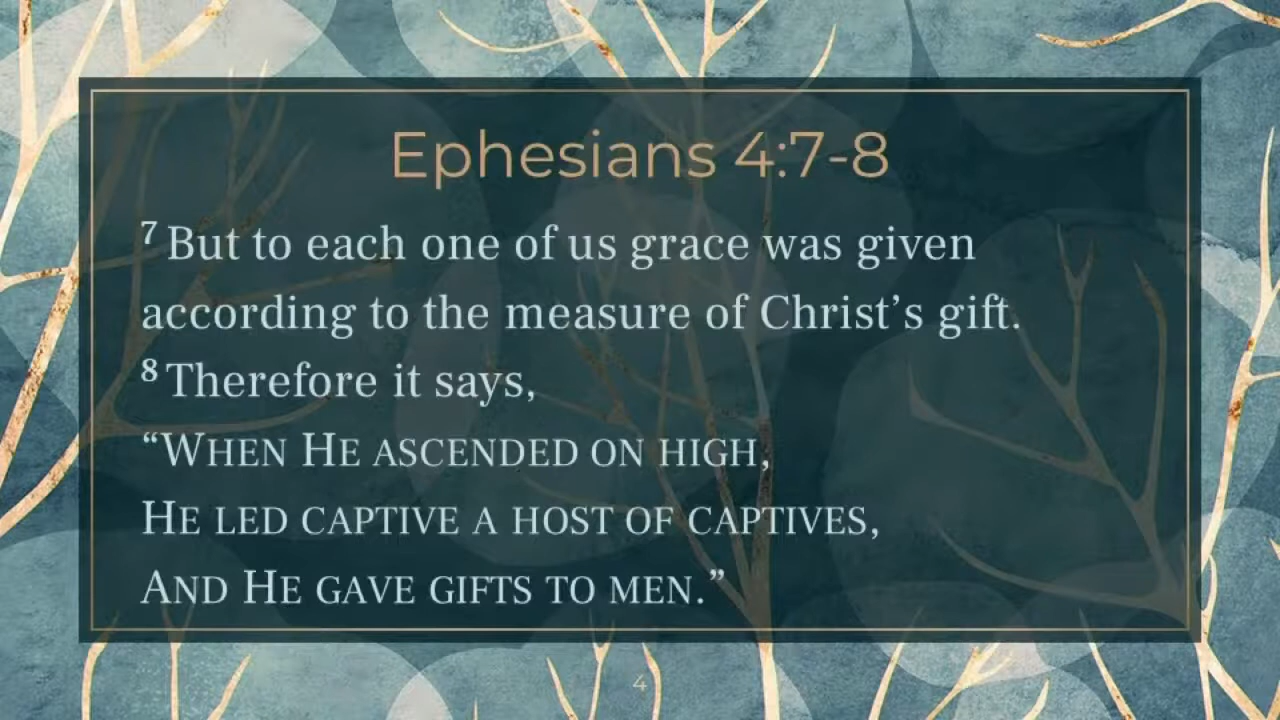 Ephesians 4:7-8
⁷ But to each one of us grace was given
according to the measure of Christ’s gift.
⁸ Therefore it says,
“WHEN HE ASCENDED ON HIGH,
HE LED CAPTIVE A HOST OF CAPTIVES,
AND HE GAVE GIFTS TO MEN.”
4